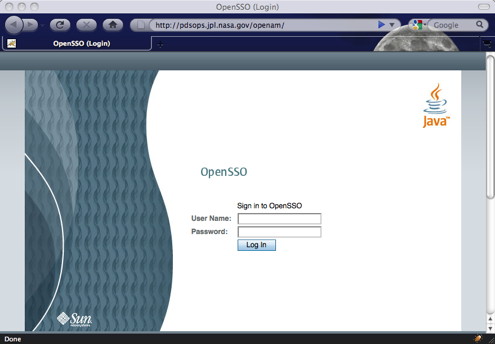 OpenSSO (Login)
http://pdsops.jpl.nasa.gov/openam/
Google
OpenSSO (Login)
Java™
OpenSSO
Sign in to OpenSSO
User Name:
Password:
Log In
Sun
Done